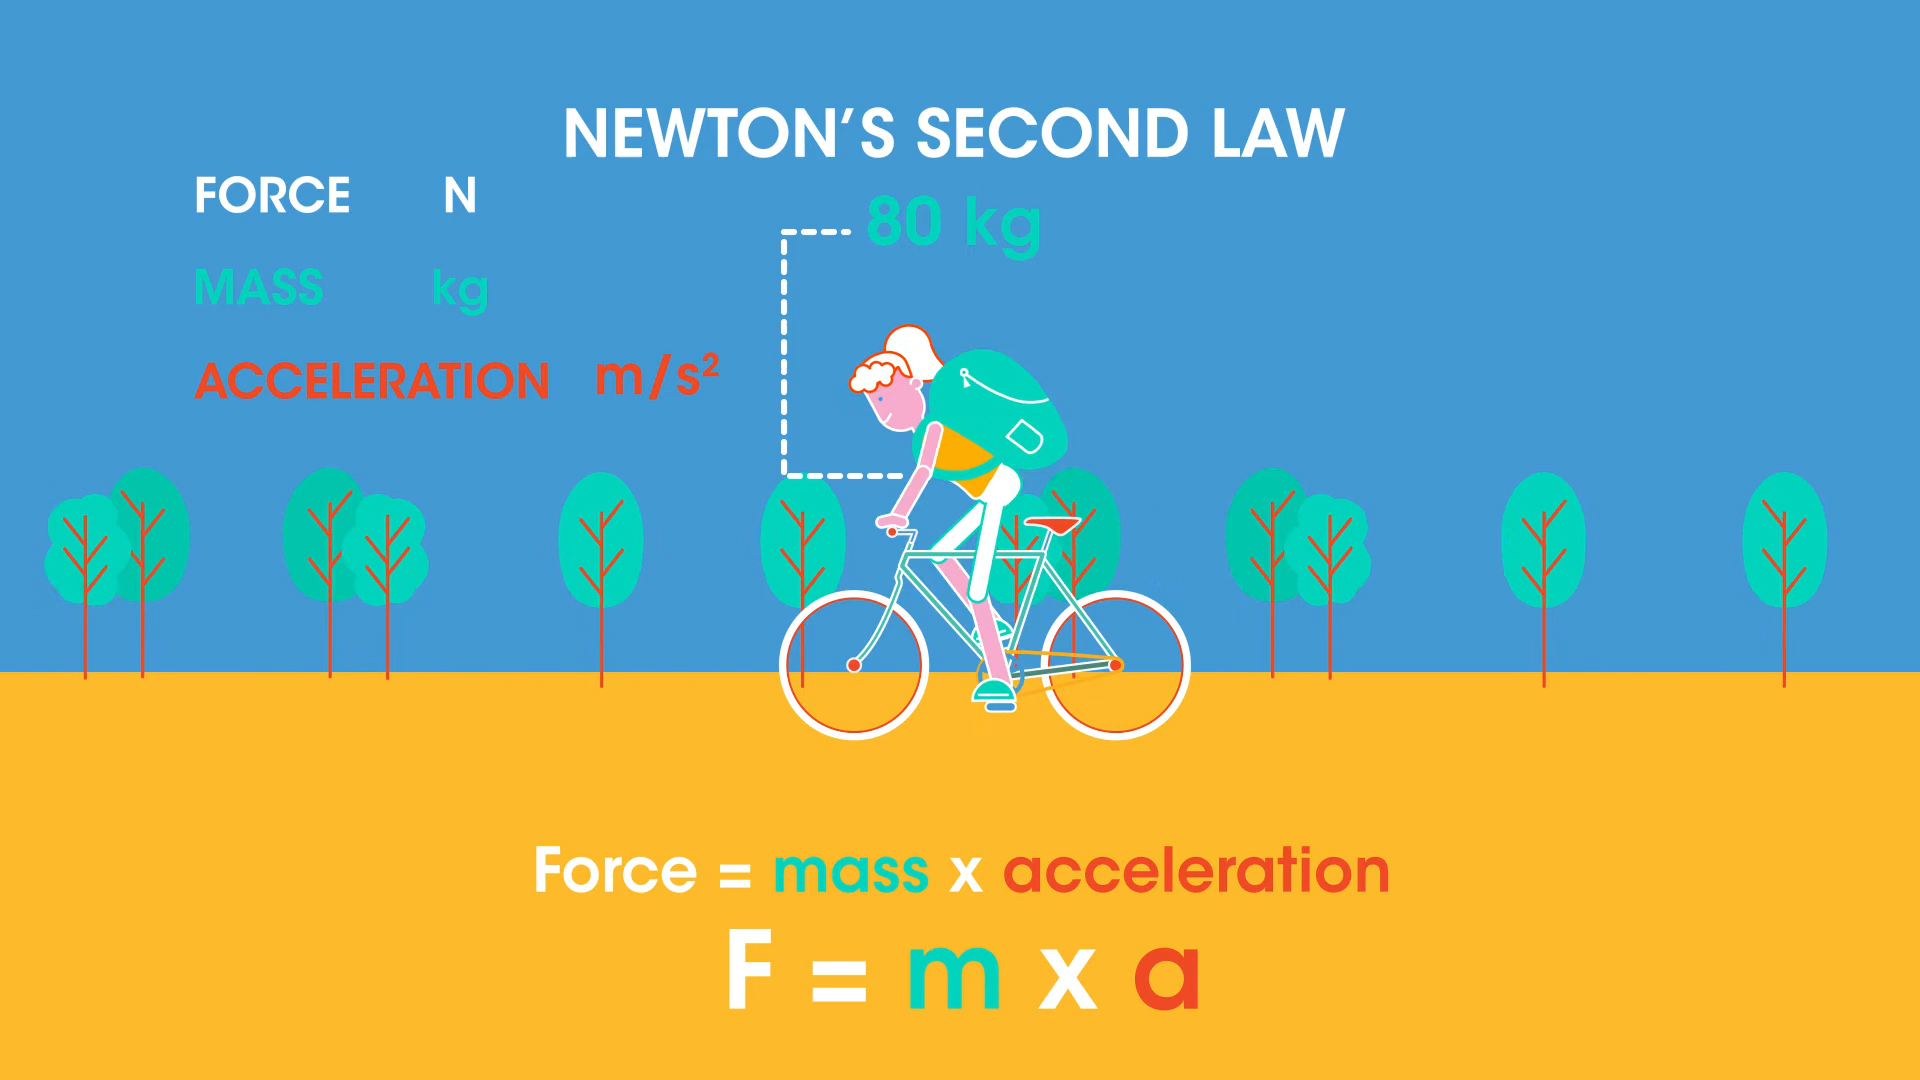 NEWTON’S SECOND LAW
FORCE N
80 kg
MASS kg
ACCELERATION m/s²
Force = mass x acceleration
F = m x a